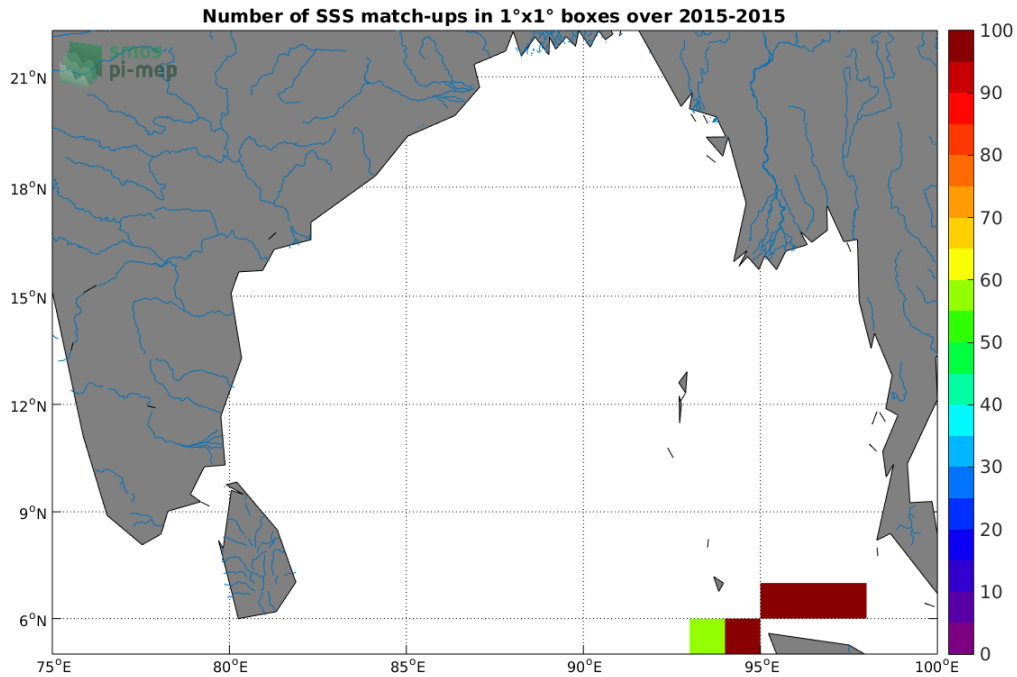 Number of SSS match-ups in 1°x1° boxes over 2015-2015
smos
pi-mep
21°N
18°N
15°N
12°N
9°N
6°N
75°E
80°E
85°E
90°E
95°E
100°E
100
90
80
70
60
50
40
30
20
10
0